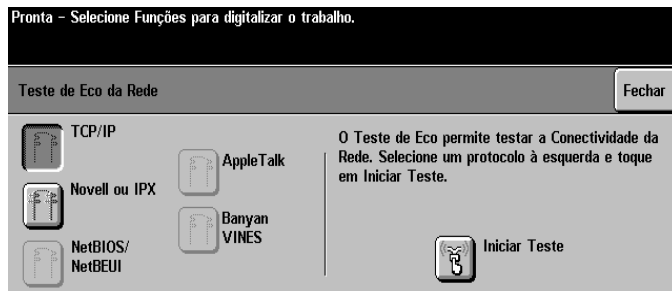 Pronta - Selecione Funções para digitalizar o trabalho.
Teste de Eco da Rede
Fechar
TCP/IP
Novell ou IPX
NetBIOS/
NetBEUI
AppleTalk
Banyan
VINES
O Teste de Eco permite testar a Conectividade da
Rede. Selecione um protocolo à esquerda e toque
em Iniciar Teste.
Iniciar Teste